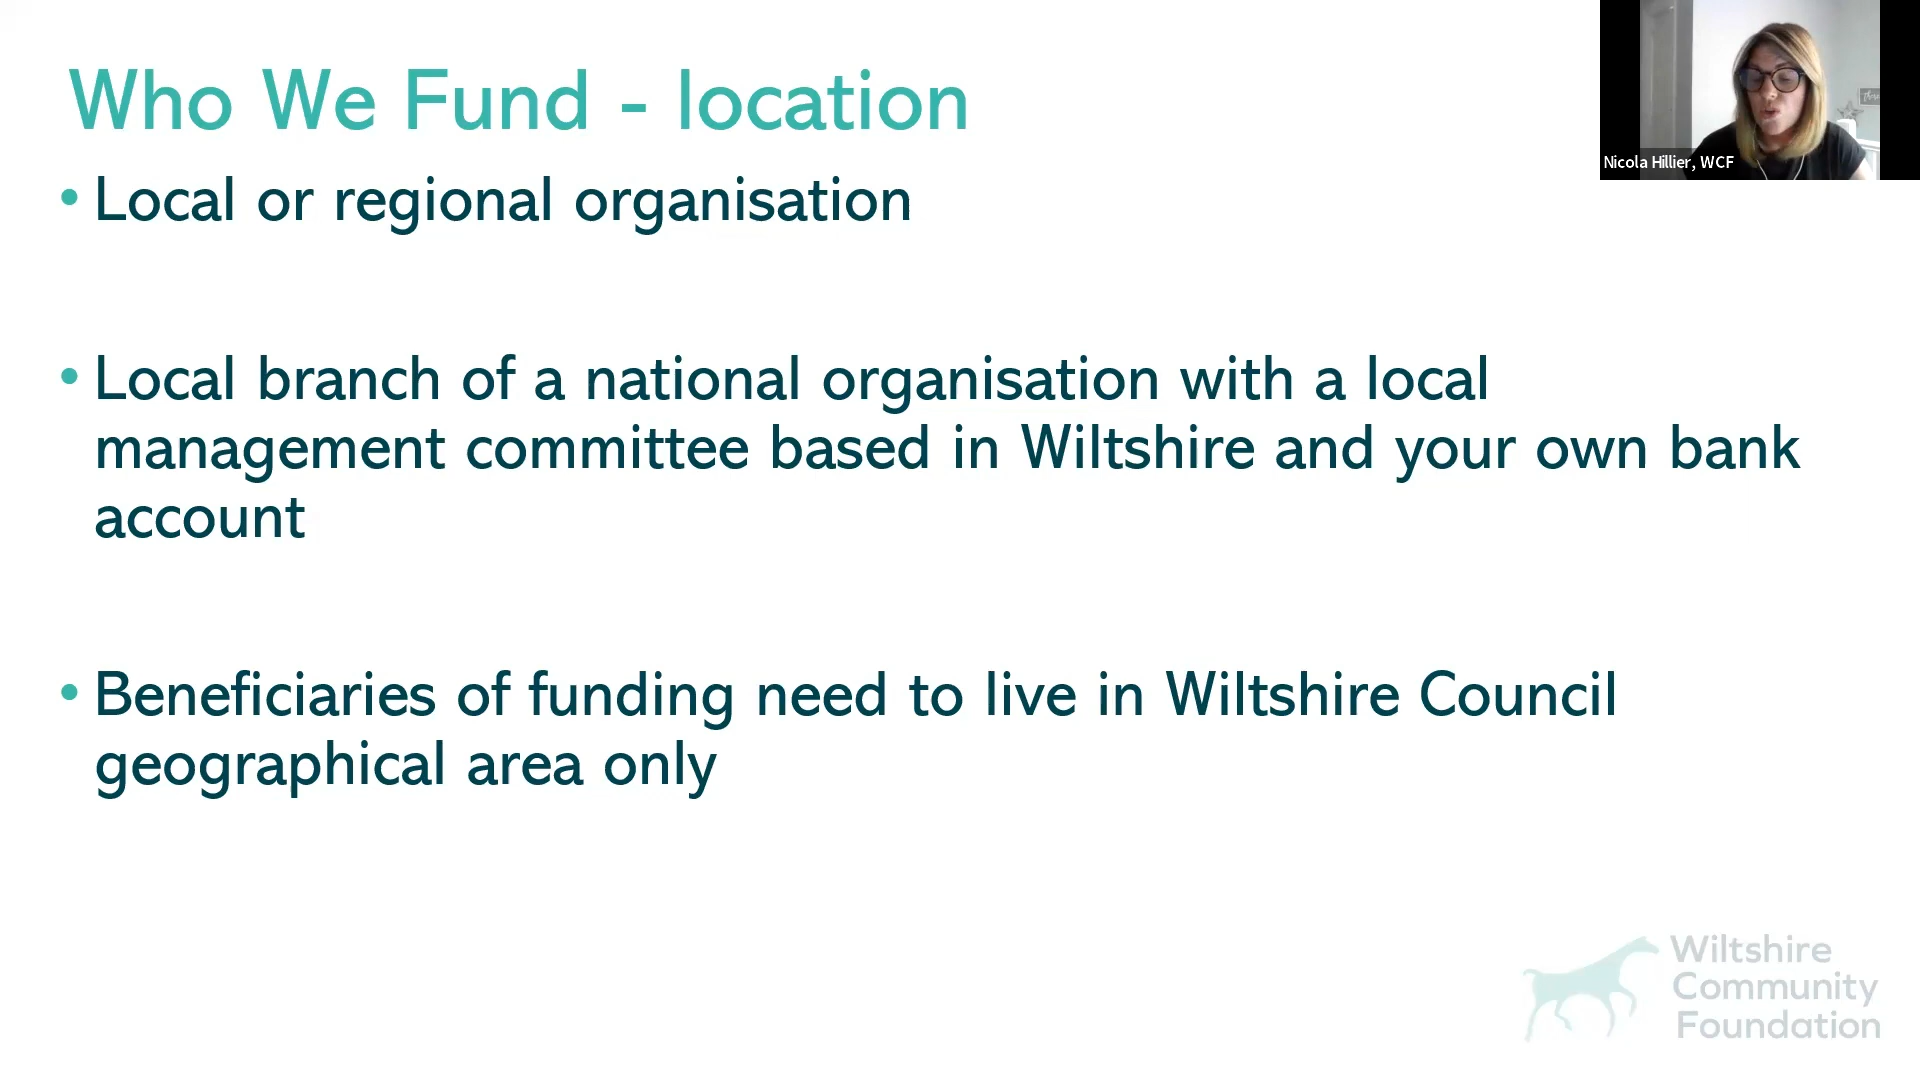 Who We Fund - location
• Local or regional organisation
• Local branch of a national organisation with a local
management committee based in Wiltshire and your own bank
account
• Beneficiaries of funding need to live in Wiltshire Council
geographical area only
Nicola Hillier, WCF
Wiltshire
Community
Foundation